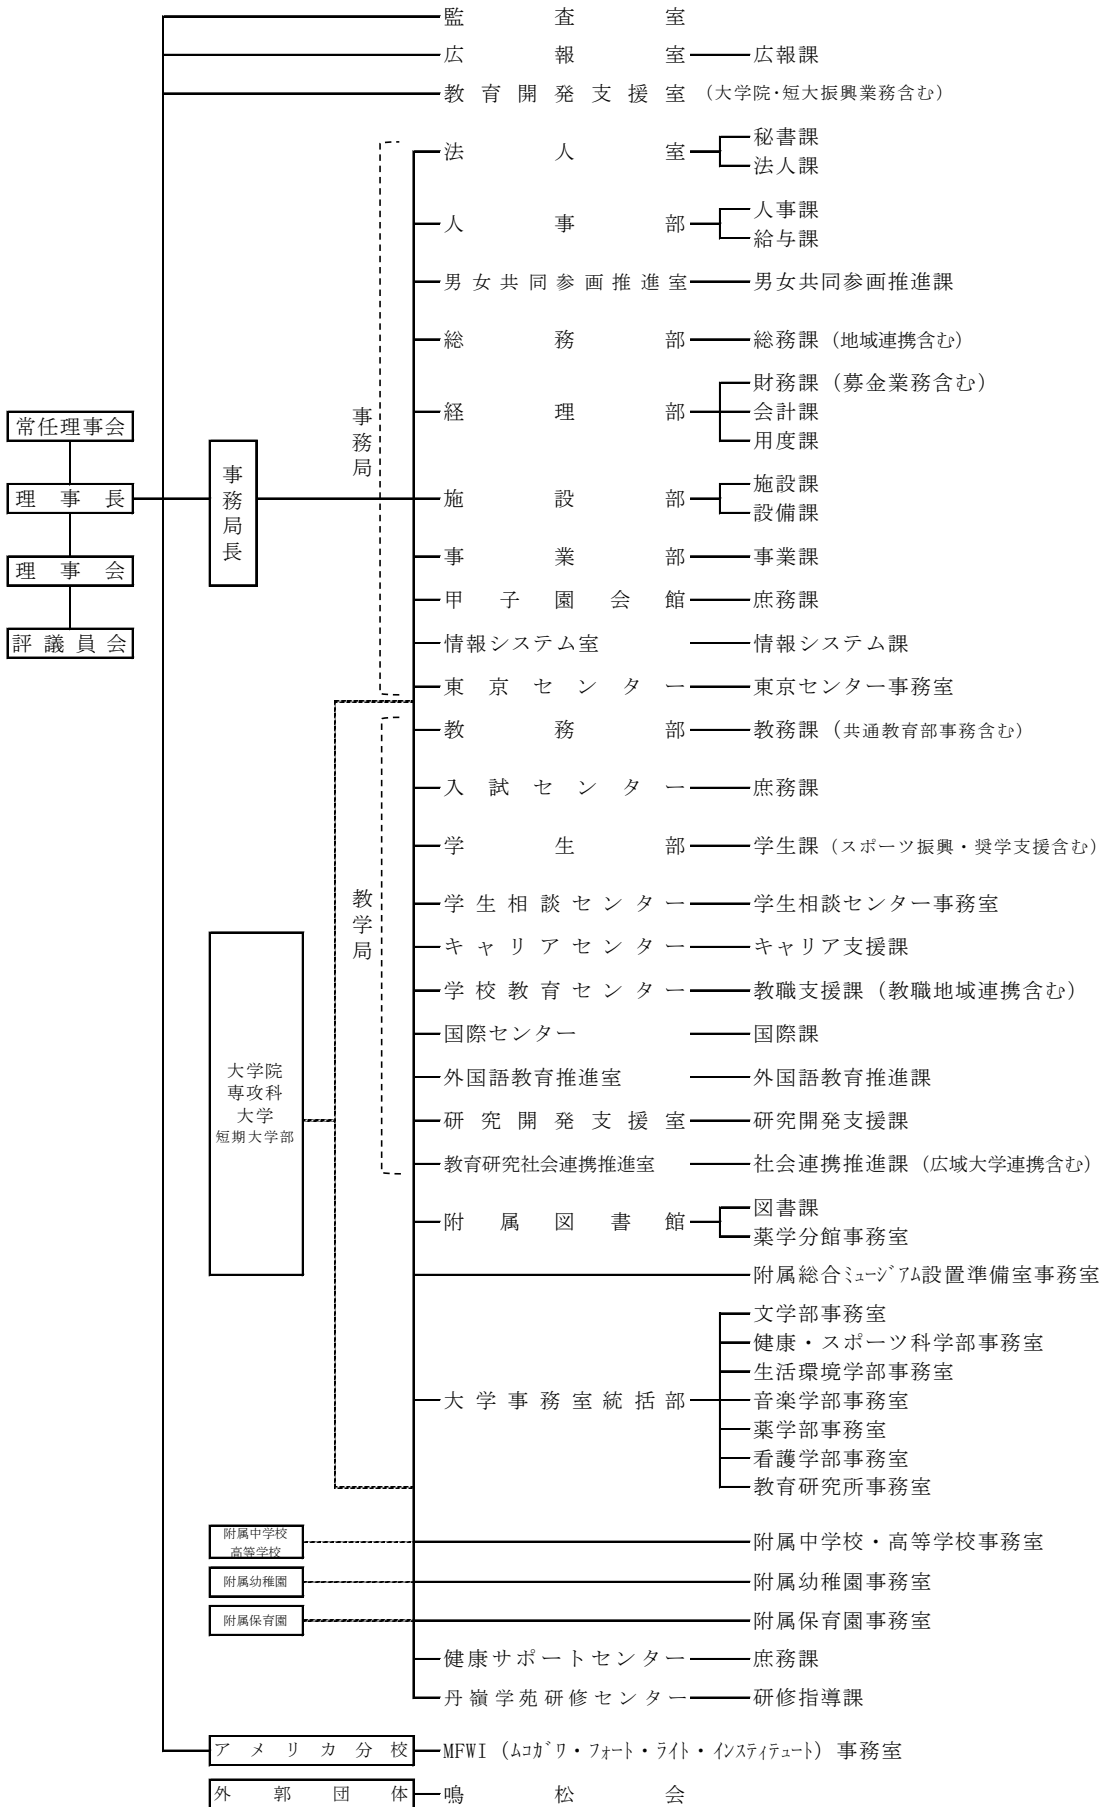 監査室
広報室 広報課
教育開発支援室 （大学院・短大振興業務含む）
秘書課
法人室
法人課
人事課
人事部
給与課
男女共同参画推進室 男女共同参画推進課
総務部 総務課（地域連携含む）
財務課（募金業務含む）
経理部 会計課
用度課
事務局
常任理事会
理事長
理事会
評議員会
事務局長
施設課
施設部
設備課
事業部 事業課
甲子園会館 庶務課
情報システム室 情報システム課
東京センター 東京センター事務室
教務部 教務課（共通教育部事務含む）
入試センター 庶務課
学生部 学生課（スポーツ振興・奨学支援含む）
教学局
学生相談センター 学生相談センター事務室
キャリアセンター キャリア支援課
学校教育センター 教職支援課（教職地域連携含む）
国際センター 国際課
外国語教育推進室 外国語教育推進課
研究開発支援室 研究開発支援課
教育研究社会連携推進室 社会連携推進課（広域大学連携含む）
大学院
専攻科
大学
短期大学部
図書課
附属図書館
薬学分館事務室
附属総合ﾐｭｰｼﾞｱﾑ設置準備室事務室
文学部事務室
健康・スポーツ科学部事務室
生活環境学部事務室
大学事務室統括部 音楽学部事務室
薬学部事務室
看護学部事務室
教育研究所事務室
附属中学校
高等学校
附属中学校・高等学校事務室
附属幼稚園 附属幼稚園事務室
附属保育園 附属保育園事務室
健康サポートセンター 庶務課
丹嶺学苑研修センター 研修指導課
アメリカ分校 MFWI（ﾑｺｶﾞﾜ・ﾌｫｰﾄ・ﾗｲﾄ・ｲﾝｽﾃｨﾃｭｰﾄ）事務室
外郭団体 鳴松会